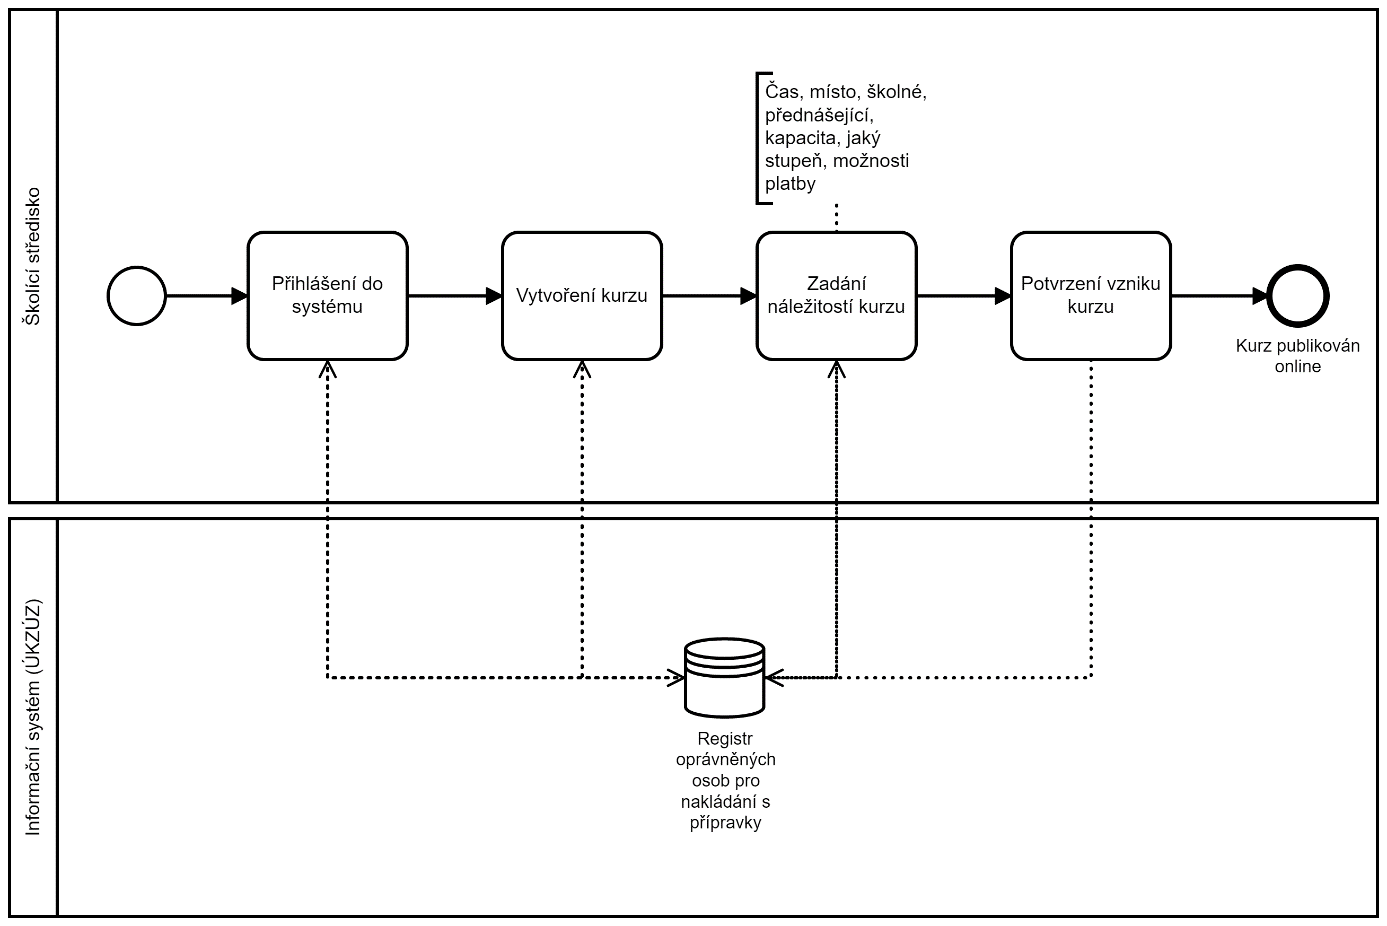 Školící středisko
Čas, místo, školné,
přednášející,
kapacita, jaký
stupeň, možnosti
platby
Přihlášení do
systému
Vytvoření kurzu
Zadání
náležitostí kurzu
Potvrzení vzniku
kurzu
Kurz publikován
online
Informační systém (ÚKZÚZ)
Registr
oprávněných
osob pro
nakládání s
přípravky